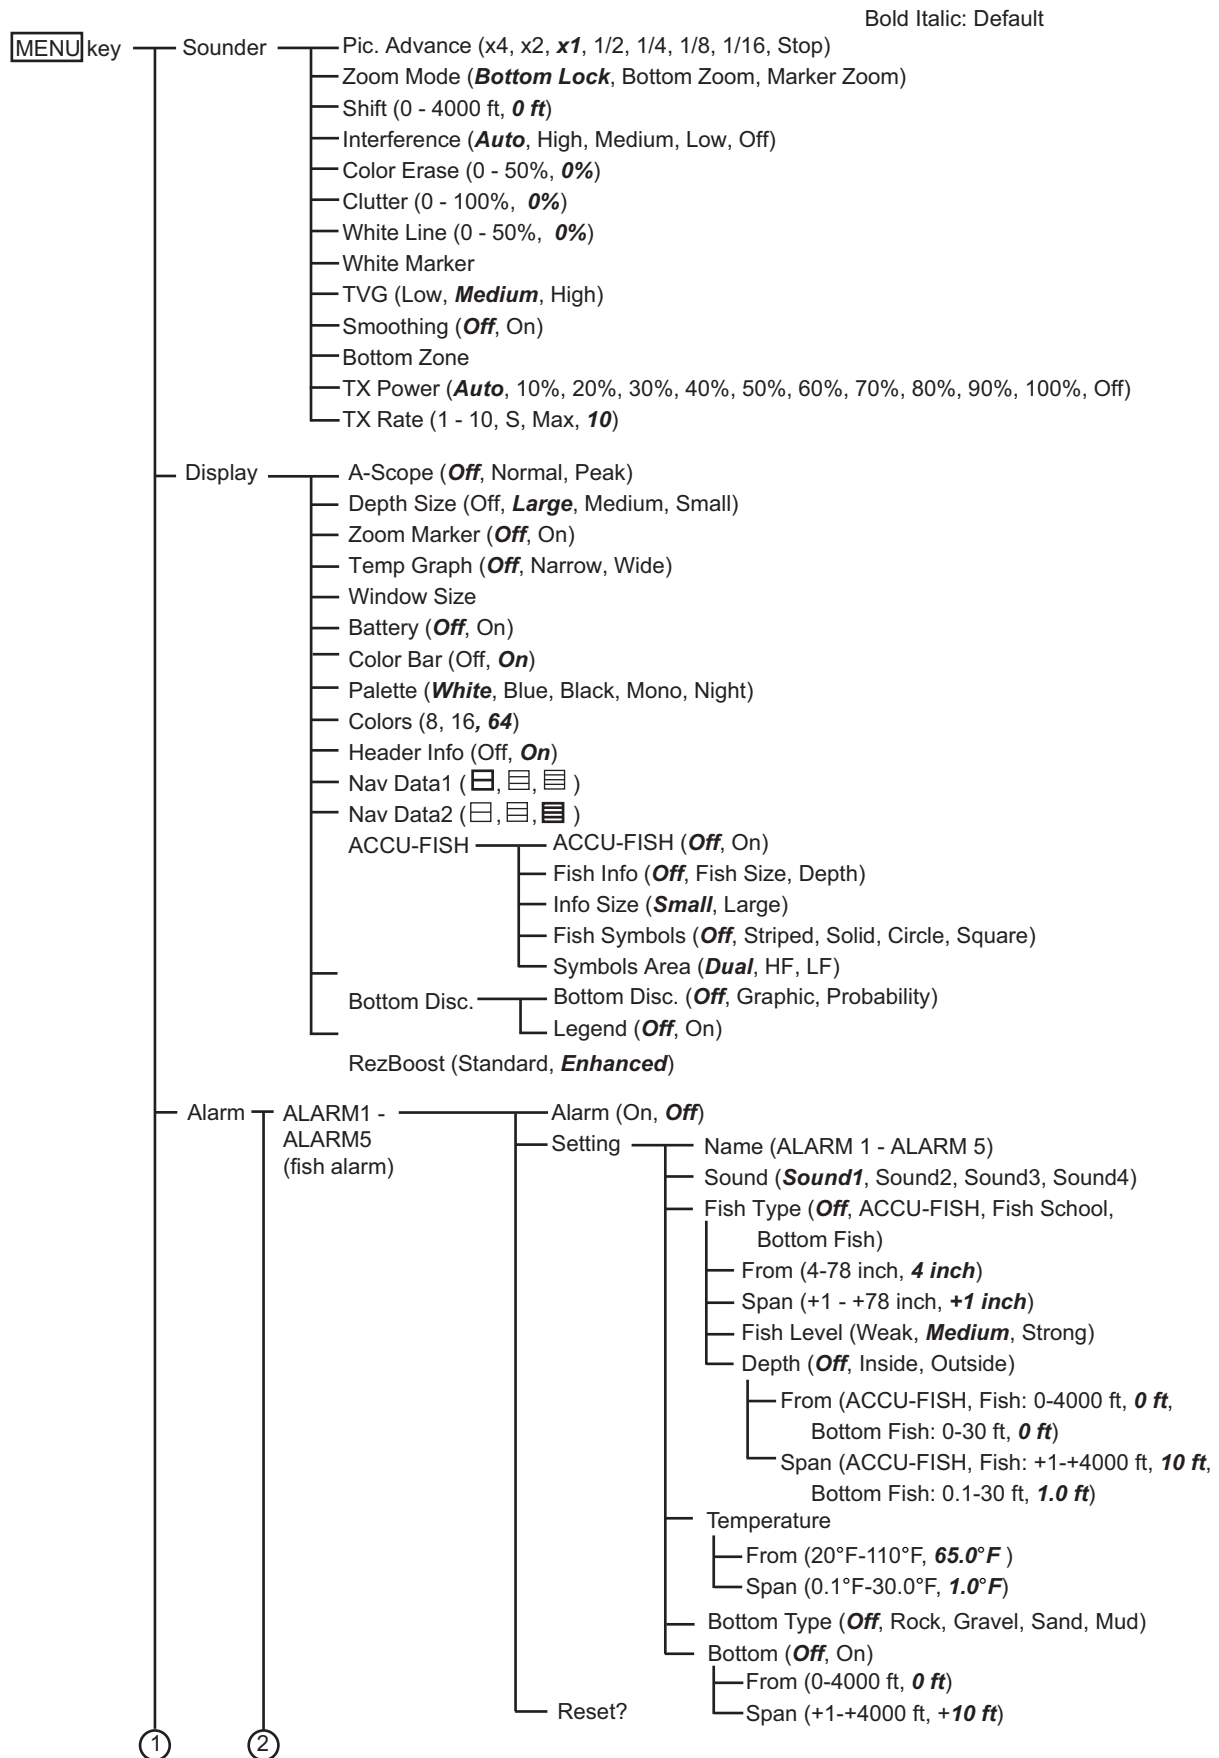 Bold Italic: Default
MENU key
Sounder
Pic. Advance (x4, x2, x1, 1/2, 1/4, 1/8, 1/16, Stop)
Zoom Mode (Bottom Lock, Bottom Zoom, Marker Zoom)
Shift (0 - 4000 ft, 0 ft)
Interference (Auto, High, Medium, Low, Off)
Color Erase (0 - 50%, 0%)
Clutter (0 - 100%, 0%)
White Line (0 - 50%, 0%)
White Marker
TVG (Low, Medium, High)
Smoothing (Off, On)
Bottom Zone
TX Power (Auto, 10%, 20%, 30%, 40%, 50%, 60%, 70%, 80%, 90%, 100%, Off)
TX Rate (1 - 10, S, Max, 10)
Display
A-Scope (Off, Normal, Peak)
Depth Size (Off, Large, Medium, Small)
Zoom Marker (Off, On)
Temp Graph (Off, Narrow, Wide)
Window Size
Battery (Off, On)
Color Bar (Off, On)
Palette (White, Blue, Black, Mono, Night)
Colors (8, 16, 64)
Header Info (Off, On)
Nav Data1 ( , , )
Nav Data2 ( , , )
ACCU-FISH
ACCU-FISH (Off, On)
Fish Info (Off, Fish Size, Depth)
Info Size (Small, Large)
Fish Symbols (Off, Striped, Solid, Circle, Square)
Symbols Area (Dual, HF, LF)
Bottom Disc.
Bottom Disc. (Off, Graphic, Probability)
Legend (Off, On)
RezBoost (Standard, Enhanced)
Alarm
ALARM1 -
ALARM5
(fish alarm)
Alarm (On, Off)
Setting
Name (ALARM 1 - ALARM 5)
Sound (Sound1, Sound2, Sound3, Sound4)
Fish Type (Off, ACCU-FISH, Fish School,
Bottom Fish)
From (4-78 inch, 4 inch)
Span (+1 - +78 inch, +1 inch)
Fish Level (Weak, Medium, Strong)
Depth (Off, Inside, Outside)
From (ACCU-FISH, Fish: 0-4000 ft, 0 ft,
Bottom Fish: 0-30 ft, 0 ft)
Span (ACCU-FISH, Fish: +1-+4000 ft, 10 ft,
Bottom Fish: 0.1-30 ft, 1.0 ft)
Temperature
From (20°F-110°F, 65.0°F )
Span (0.1°F-30.0°F, 1.0°F)
Bottom Type (Off, Rock, Gravel, Sand, Mud)
Bottom (Off, On)
From (0-4000 ft, 0 ft)
Span (+1-+4000 ft, +10 ft)
Reset?
1
2